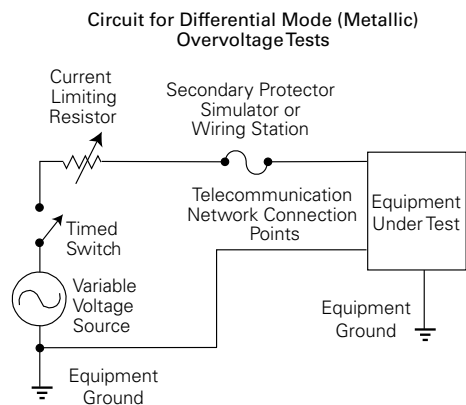 Circuit for Differential Mode (Metallic)
Overvoltage Tests
Current
Limiting
Resistor
Secondary Protector
Simulator or
Wiring Station
Telecommunication
Network Connection
Points
Equipment
Under Test
Timed
Switch
Variable
Voltage
Source
Equipment
Ground
Equipment
Ground